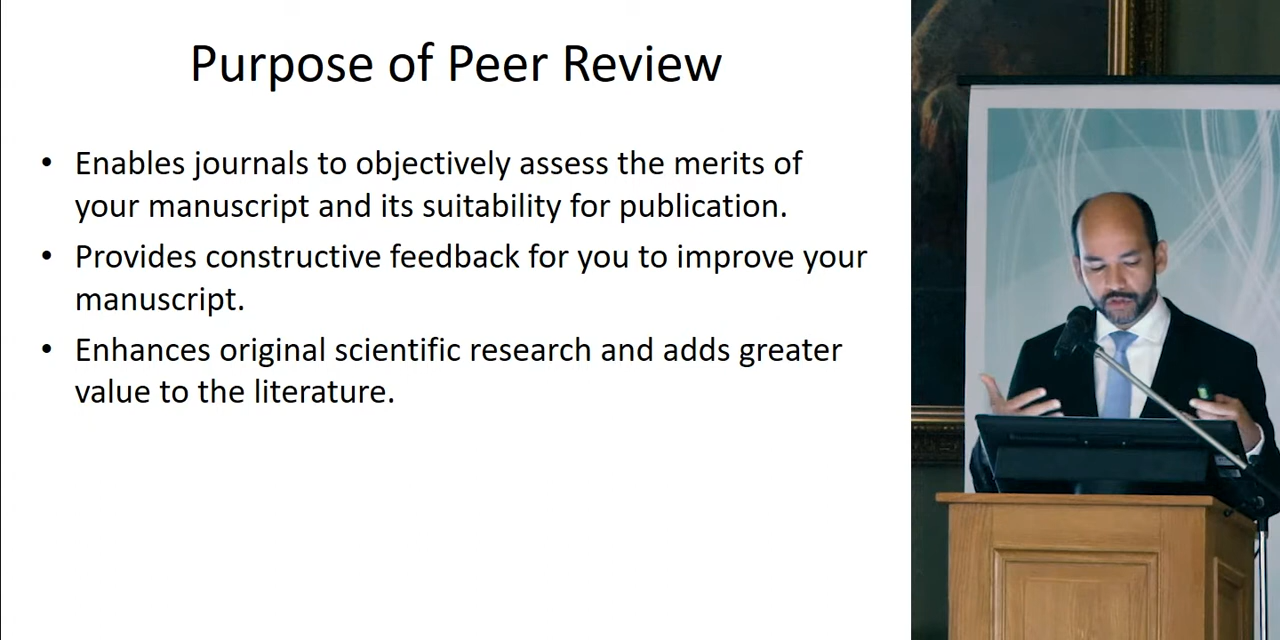 Purpose of Peer Review
• Enables journals to objectively assess the merits of
your manuscript and its suitability for publication.
• Provides constructive feedback for you to improve your
manuscript.
• Enhances original scientific research and adds greater
value to the literature.